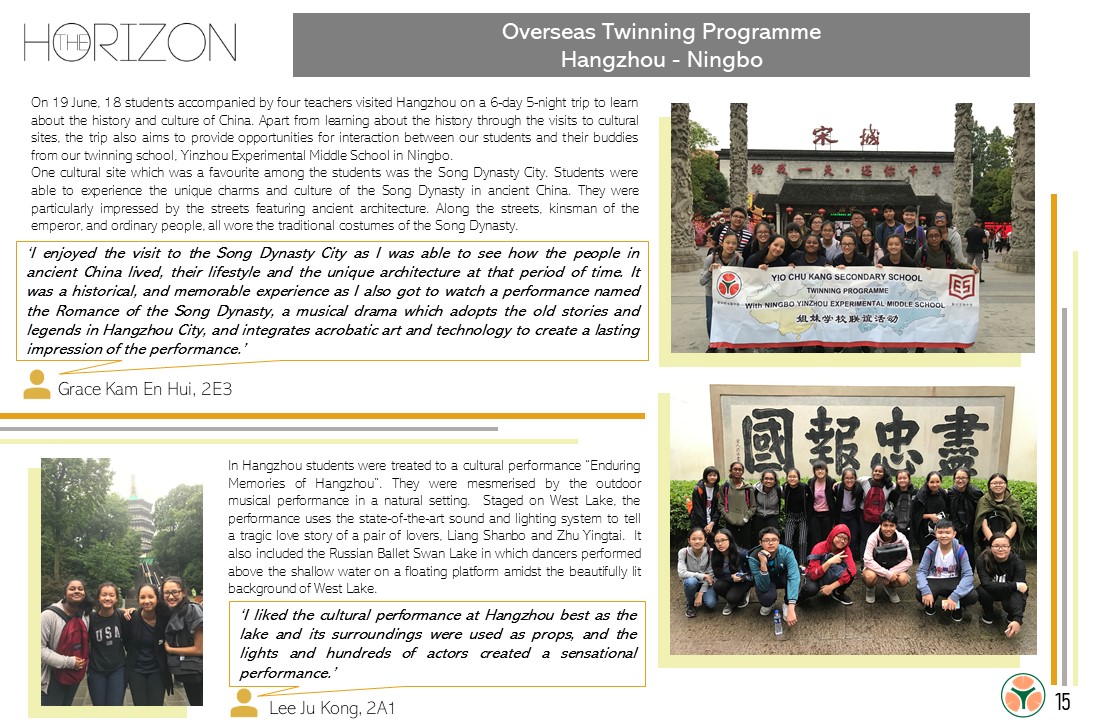 THE HORIZON
Overseas Twinning Programme
Hangzhou - Ningbo
On 19 June, 18 students accompanied by four teachers visited Hangzhou on a 6-day 5-night trip to learn
about the history and culture of China. Apart from learning about the history through the visits to cultural
sites, the trip also aims to provide opportunities for interaction between our students and their buddies
from our twinning school, Yinzhou Experimental Middle School in Ningbo.
One cultural site which was a favourite among the students was the Song Dynasty City. Students were
able to experience the unique charms and culture of the Song Dynasty in ancient China. They were
particularly impressed by the streets featuring ancient architecture. Along the streets, kinsman of the
emperor, and ordinary people, all wore the traditional costumes of the Song Dynasty.
‘I enjoyed the visit to the Song Dynasty City as I was able to see how the people in
ancient China lived, their lifestyle and the unique architecture at that period of time. It
was a historical, and memorable experience as I also got to watch a performance named
the Romance of the Song Dynasty, a musical drama which adopts the old stories and
legends in Hangzhou City, and integrates acrobatic art and technology to create a lasting
impression of the performance.’
Grace Kam En Hui, 2E3
宋城
给我一天·还你千年
YIO CHU KANG SECONDARY SCHOOL
TWINNING PROGRAMME
With NINGBO YINZHOU EXPERIMENTAL MIDDLE SCHOOL
姐妹学校联谊活动
ES
國報忠盡
USA
In Hangzhou students were treated to a cultural performance “Enduring
Memories of Hangzhou”. They were mesmerised by the outdoor
musical performance in a natural setting. Staged on West Lake, the
performance uses the state-of-the-art sound and lighting system to tell
a tragic love story of a pair of lovers, Liang Shanbo and Zhu Yingtai. It
also included the Russian Ballet Swan Lake in which dancers performed
above the shallow water on a floating platform amidst the beautifully lit
background of West Lake.
‘I liked the cultural performance at Hangzhou best as the
lake and its surroundings were used as props, and the
lights and hundreds of actors created a sensational
performance.’
Lee Ju Kong, 2A1
15